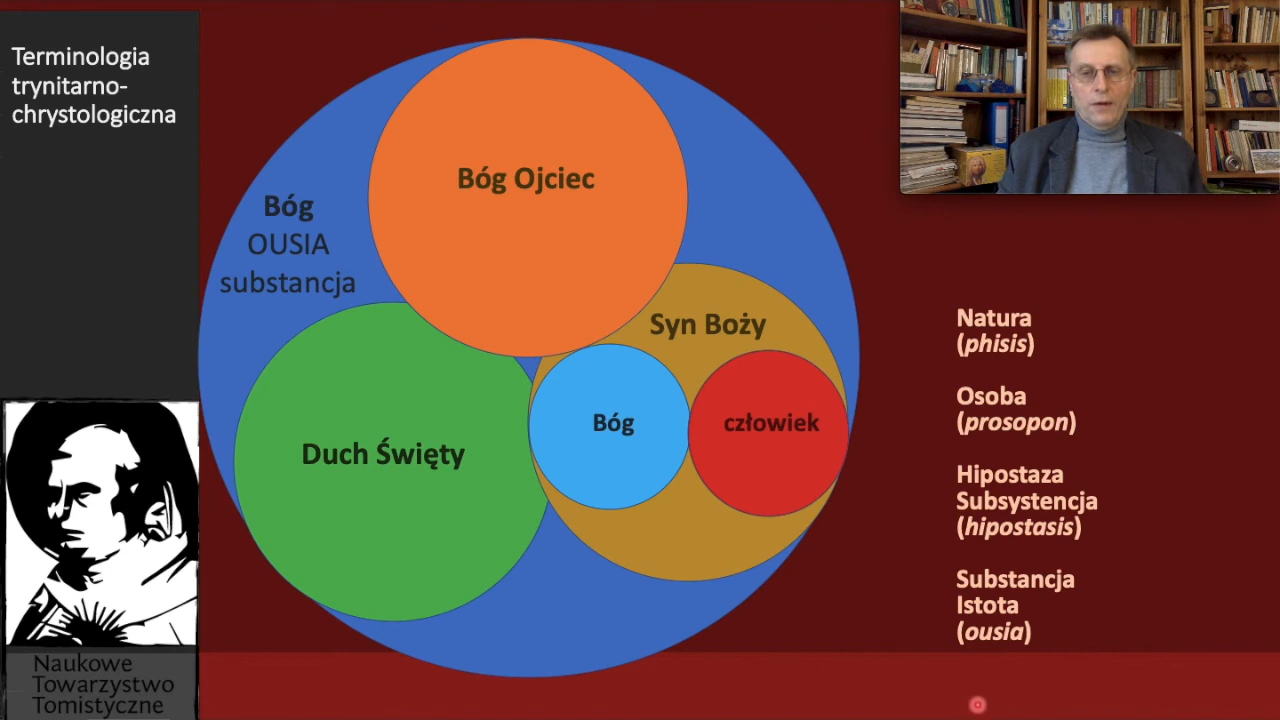 Terminologia
trynitarno-
chrystologiczna
Bóg Ojciec
Bóg
OUSIA
substancja
Syn Boży
Bóg
człowiek
Duch Święty
Natura
(phisis)
Osoba
(prosopon)
Hipostaza
Subsystencja
(hipostasis)
Substancja
Istota
(ousia)
Naukowe
Towarzystwo
Tomistyczne